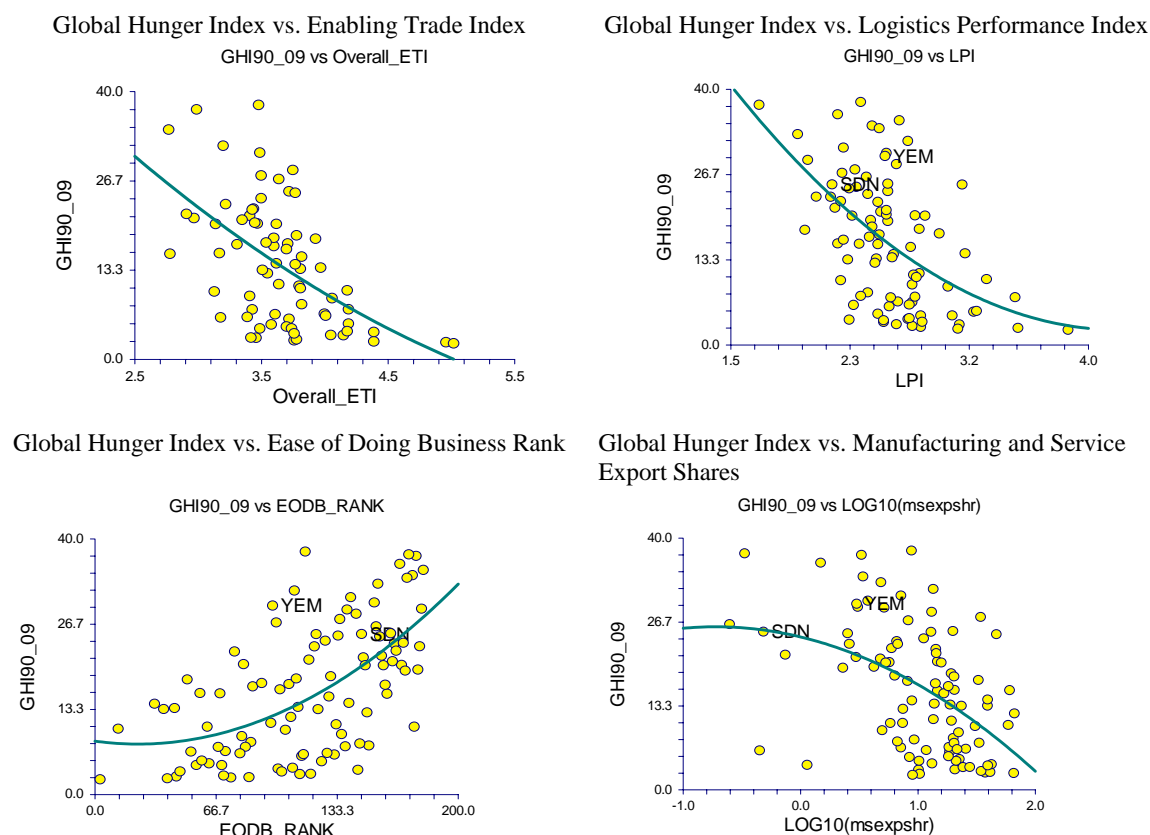 Global Hunger Index vs. Enabling Trade Index
GHI90_09 vs Overall_ETI
40.0
26.7
13.3
0.0
GHI90_09
2.5 3.5 4.5 5.5
Overall_ETI
Global Hunger Index vs. Logistics Performance Index
GHI90_09 vs LPI
40.0
26.7
13.3
0.0
GHI90_09
YEM
SDN
1.5 2.3 3.2 4.0
LPI
Global Hunger Index vs. Ease of Doing Business Rank
GHI90_09 vs EODB_RANK
40.0
26.7
13.3
0.0
GHI90_09
YEM
SDN
0.0 66.7 133.3 200.0
EODB_RANK
Global Hunger Index vs. Manufacturing and Service
Export Shares
GHI90_09 vs LOG10(msexpshr)
40.0
26.7
13.3
0.0
GHI90_09
YEM
SDN
-1.0 0.0 1.0 2.0
LOG10(msexpshr)